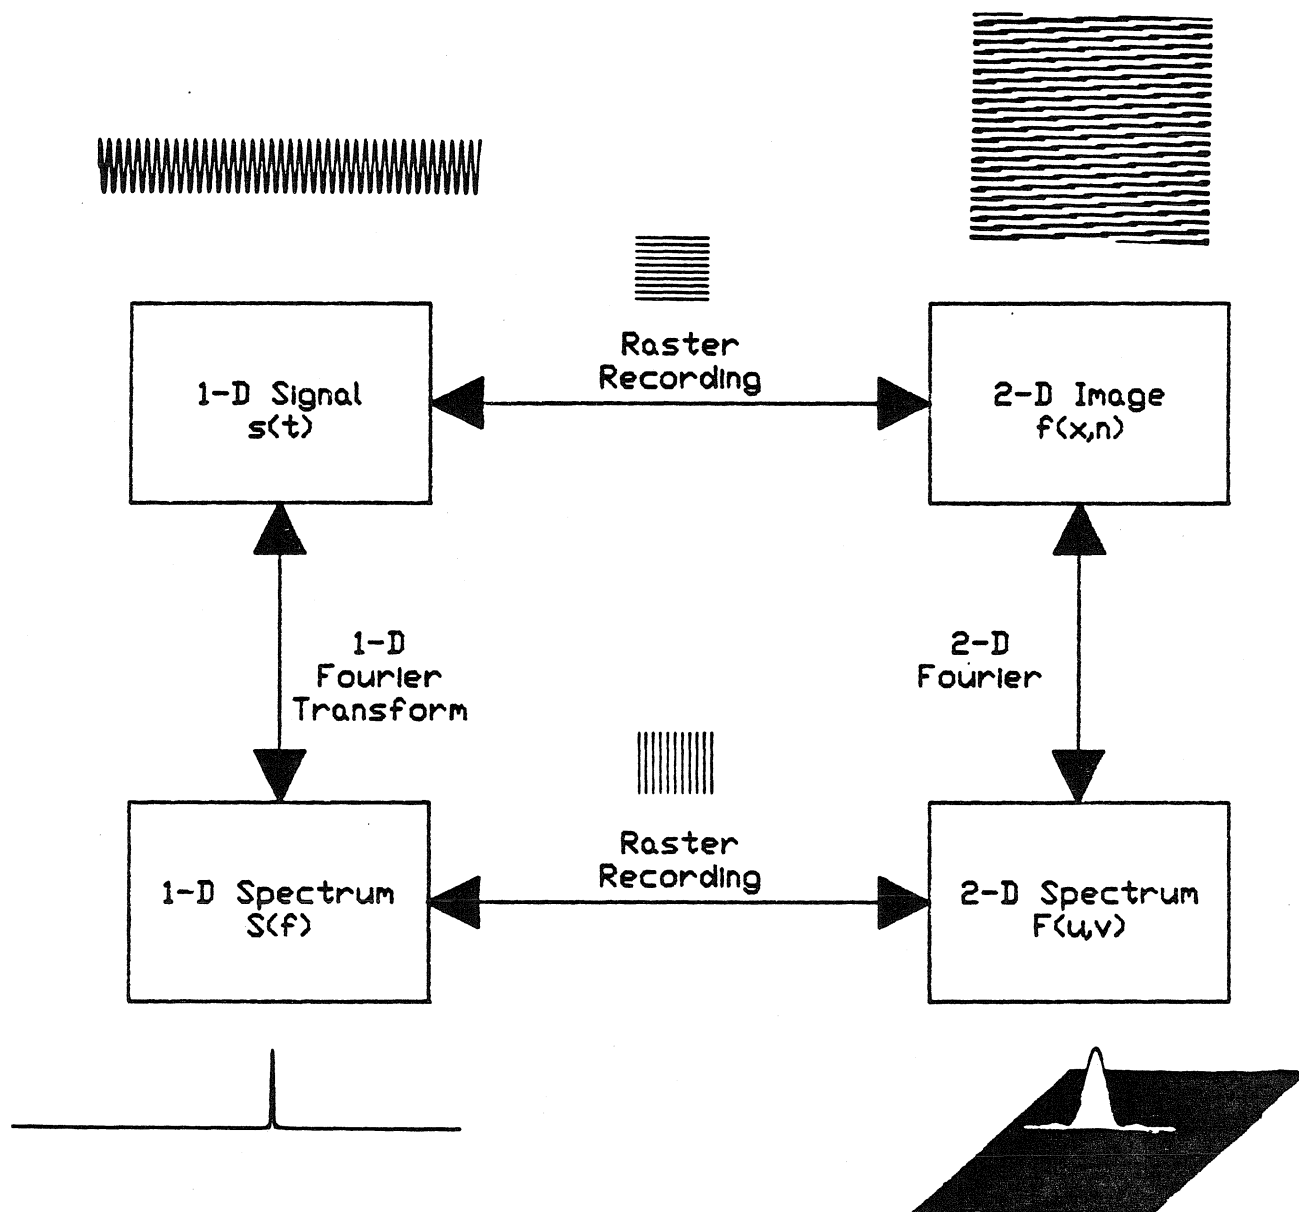 Raster
Recording
1-D Signal
s(t)
2-D Image
f(x,n)
1-D
Fourier
Transform
2-D
Fourier
Raster
Recording
1-D Spectrum
S(f)
2-D Spectrum
F(u,v)